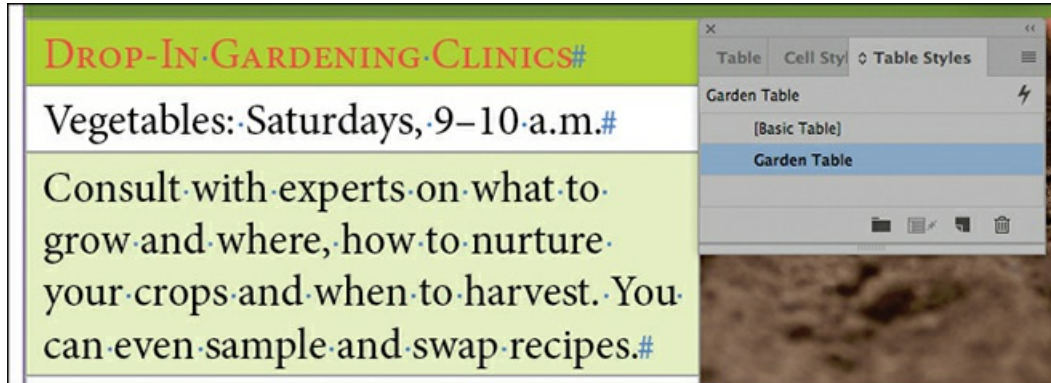 Drop-In Gardening Clinics#
Vegetables: Saturdays, 9–10 a.m.#
Consult with experts on what to
grow and where, how to nurture
your crops and when to harvest. You
can even sample and swap recipes.#
Table Cell Styl Table Styles
Garden Table
[Basic Table]
Garden Table